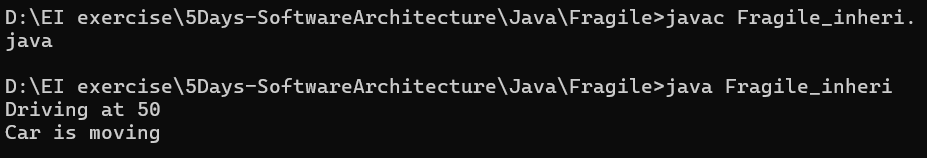 D:\EI exercise\5Days-SoftwareArchitecture\Java\Fragile>javac Fragile_inheri.
java
D:\EI exercise\5Days-SoftwareArchitecture\Java\Fragile>java Fragile_inheri
Driving at 50
Car is moving